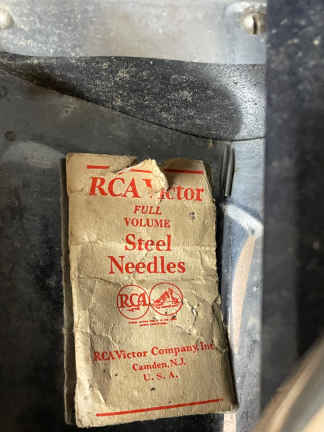 RCA Victor
FULL
VOLUME
Steel
Needles
RCA
RCA Victor Company, Inc.
Camden, N.J.
U. S. A.